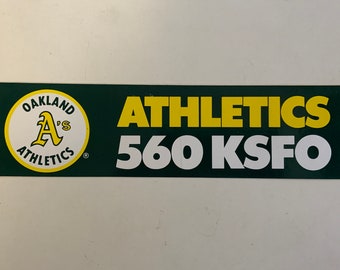 OAKLAND
A's
ATHLETICS
®
ATHLETICS
560 KSFO